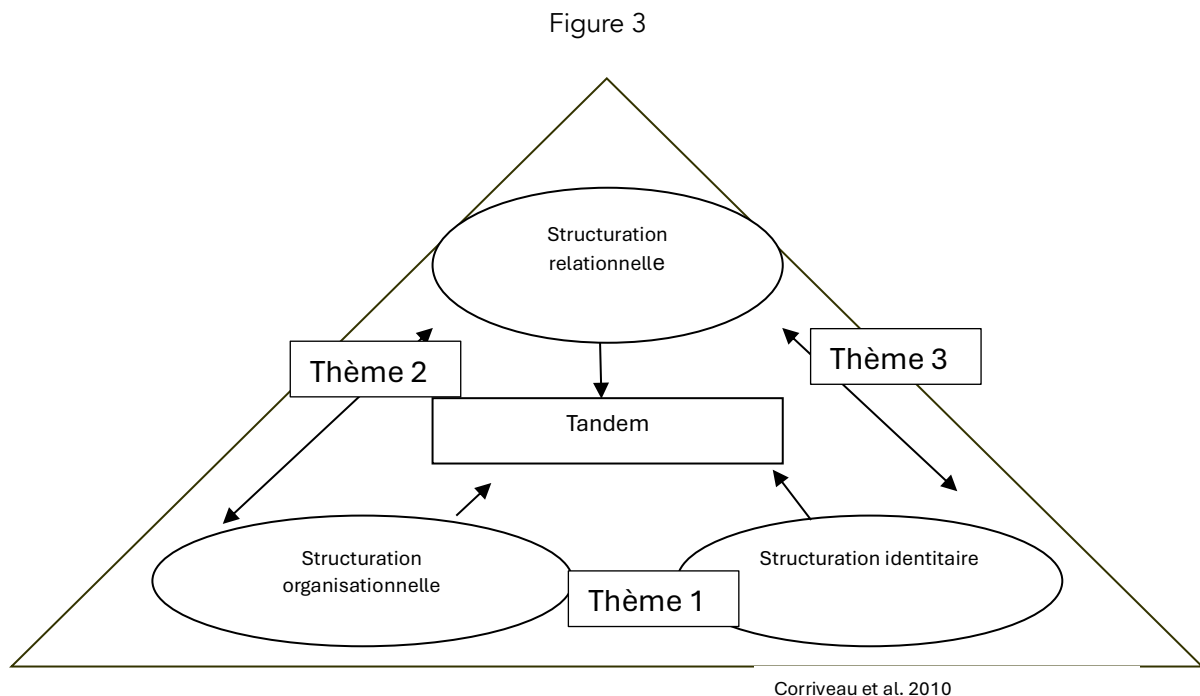 Figure 3
Structuration
relationnelle
Thème 2
Thème 3
Tandem
Structuration
organisationnelle
Structuration identitaire
Thème 1
Corriveau et al. 2010